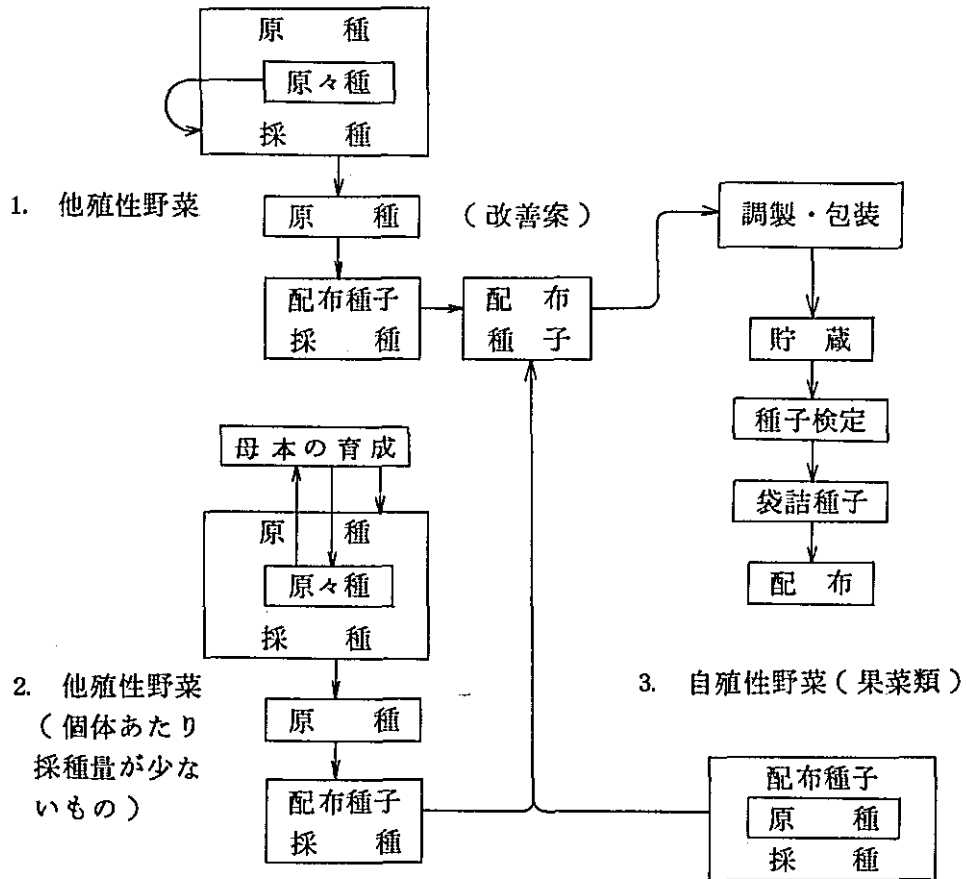 原 種
原々種
採 種
1. 他殖性野菜
原 種
(改善案)
配布種子
採 種
配 布
種 子
調製・包装
貯 蔵
種子検定
袋詰種子
配 布
母本の育成
原 種
原々種
採 種
2. 他殖性野菜
(個体あたり
採種量が少な
いもの)
原 種
配布種子
採 種
3. 自殖性野菜(果菜類)
配布種子
原 種
採 種